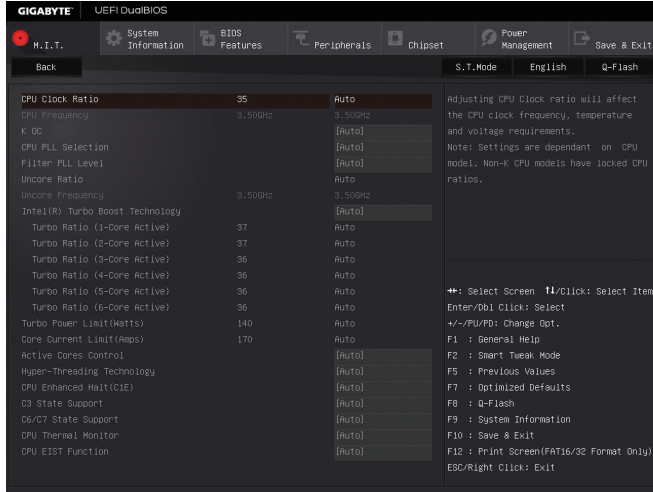 GIGABYTE™ UEFI DualBIOS
M.I.T.
System Information
BIOS Features
Peripherals
Chipset
Power Management
Save & Exit
Back
S.T.Mode English Q-Flash
CPU Clock Ratio 35 Auto
CPU Frequency 3.50GHz 3.50GHz
K OC [Auto]
CPU PLL Selection [Auto]
Filter PLL Level [Auto]
Uncore Ratio Auto
Uncore Frequency 3.50GHz 3.50GHz
Intel(R) Turbo Boost Technology [Auto]
Turbo Ratio (1-Core Active) 37 Auto
Turbo Ratio (2-Core Active) 37 Auto
Turbo Ratio (3-Core Active) 36 Auto
Turbo Ratio (4-Core Active) 36 Auto
Turbo Ratio (5-Core Active) 36 Auto
Turbo Ratio (6-Core Active) 36 Auto
Turbo Power Limit(Watts) 140 Auto
Core Current Limit(Amps) 170 Auto
Active Cores Control [Auto]
Hyper-Threading Technology [Auto]
CPU Enhanced Halt(C1E) [Auto]
C3 State Support [Auto]
C6/C7 State Support [Auto]
CPU Thermal Monitor [Auto]
CPU EIST Function [Auto]
Adjusting CPU Clock ratio will affect
the CPU clock frequency, temperature
and voltage requirements.
Note: Settings are dependant on CPU
model. Non-K CPU models have locked CPU
ratios.
→←: Select Screen ↑↓/Click: Select Item
Enter/Dbl Click: Select
+/-/PU/PD: Change Opt.
F1 : General Help
F2 : Smart Tweak Mode
F5 : Previous Values
F7 : Optimized Defaults
F8 : Q-Flash
F9 : System Information
F10 : Save & Exit
F12 : Print Screen(FAT16/32 Format Only)
ESC/Right Click: Exit